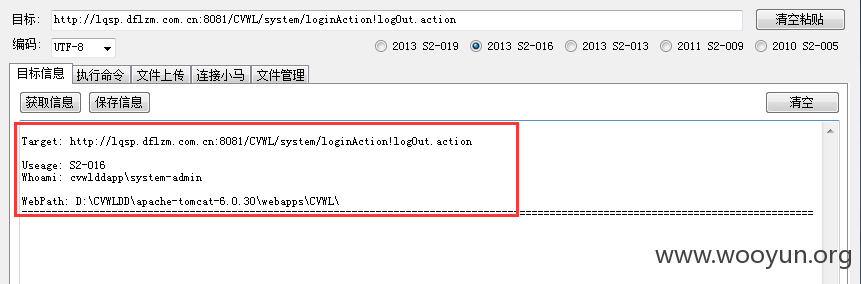 目标: http://lqsp.dflzm.com.cn:8081/CVWL/system/loginAction!logOut.action 清空粘贴
编码: UTF-8 2013 S2-019 2013 S2-016 2013 S2-013 2011 S2-009 2010 S2-005
目标信息 执行命令 文件上传 连接小马 文件管理
获取信息 保存信息 清空
Target: http://lqsp.dflzm.com.cn:8081/CVWL/system/loginAction!logOut.action
Useage: S2-016
Whoami: cvwlddapp\system-admin
WebPath: D:\CVWLDD\apache-tomcat-6.0.30\webapps\CVWL\
================================================================================
www.wooyun.org